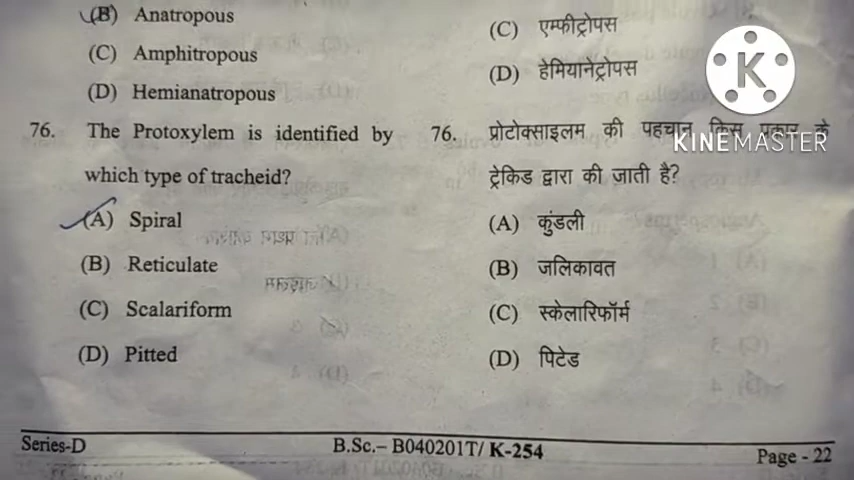 (B) Anatropous
(C) Amphitropous
(D) Hemianatropous
76. The Protoxylem is identified by
which type of tracheid?
(A) Spiral
(B) Reticulate
(C) Scalariform
(D) Pitted
(C) एम्फीट्रोपस
(D) हेमियानेट्रोपस
76. प्रोटोक्साइलम की पहचान किस प्रकार के
ट्रेकिड द्वारा की जाती है?
(A) कुंडली
(B) जलिकावत
(C) स्केलारिफॉर्म
(D) पिटेड
K
KINEMASTER
Series-D
B.Sc.– B040201T/ K-254
Page - 22